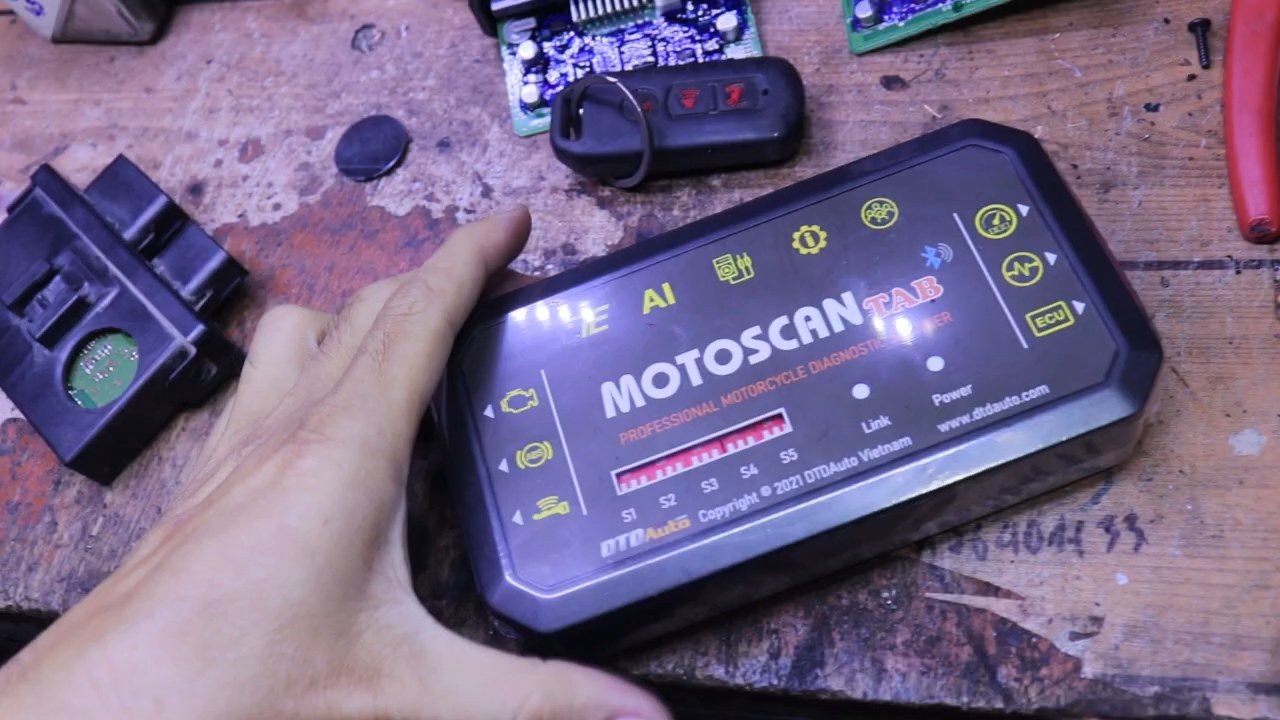 AI
MOTOSCAN TAB
PROFESSIONAL MOTORCYCLE DIAGNOSTIC
ECU
ABS
Link
Power
S1 S2 S3 S4 S5
www.dtdauto.com
DTDAuto Copyright © 2021 DTDAuto Vietnam